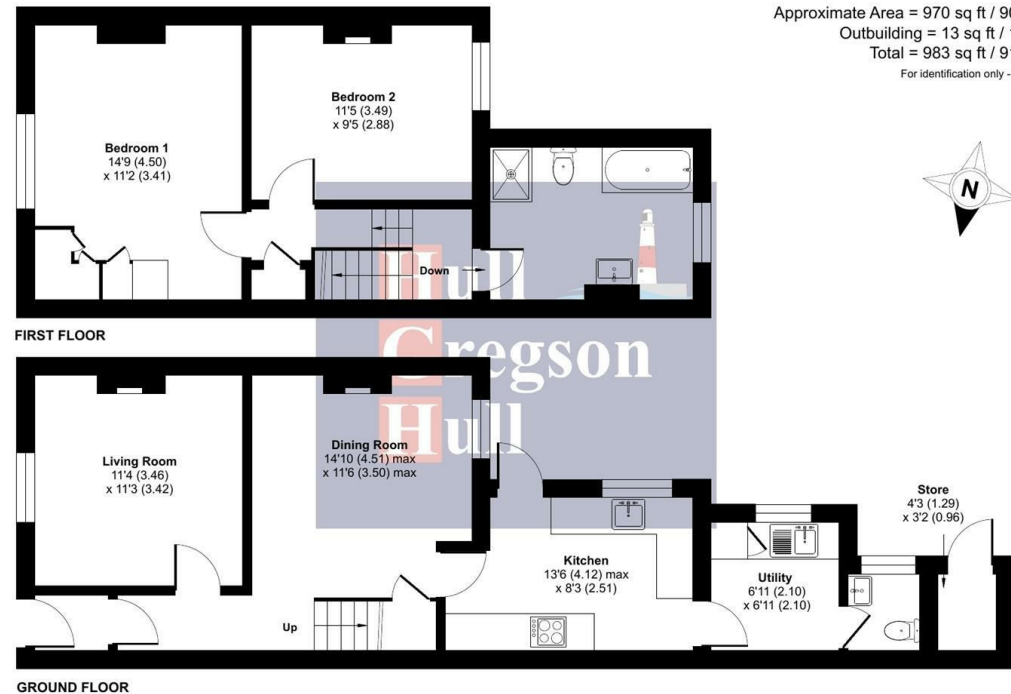 Approximate Area = 970 sq ft / 9
Outbuilding = 13 sq ft /
Total = 983 sq ft / 9
For identification only -
N
Bedroom 1
14'9 (4.50)
x 11'2 (3.41)
Bedroom 2
11'5 (3.49)
x 9'5 (2.88)
Down
FIRST FLOOR
Hull
Gregson
Hull
Living Room
11'4 (3.46)
x 11'3 (3.42)
Dining Room
14'10 (4.51) max
x 11'6 (3.50) max
Kitchen
13'6 (4.12) max
x 8'3 (2.51)
Utility
6'11 (2.10)
x 6'11 (2.10)
Store
4'3 (1.29)
x 3'2 (0.96)
Up
GROUND FLOOR